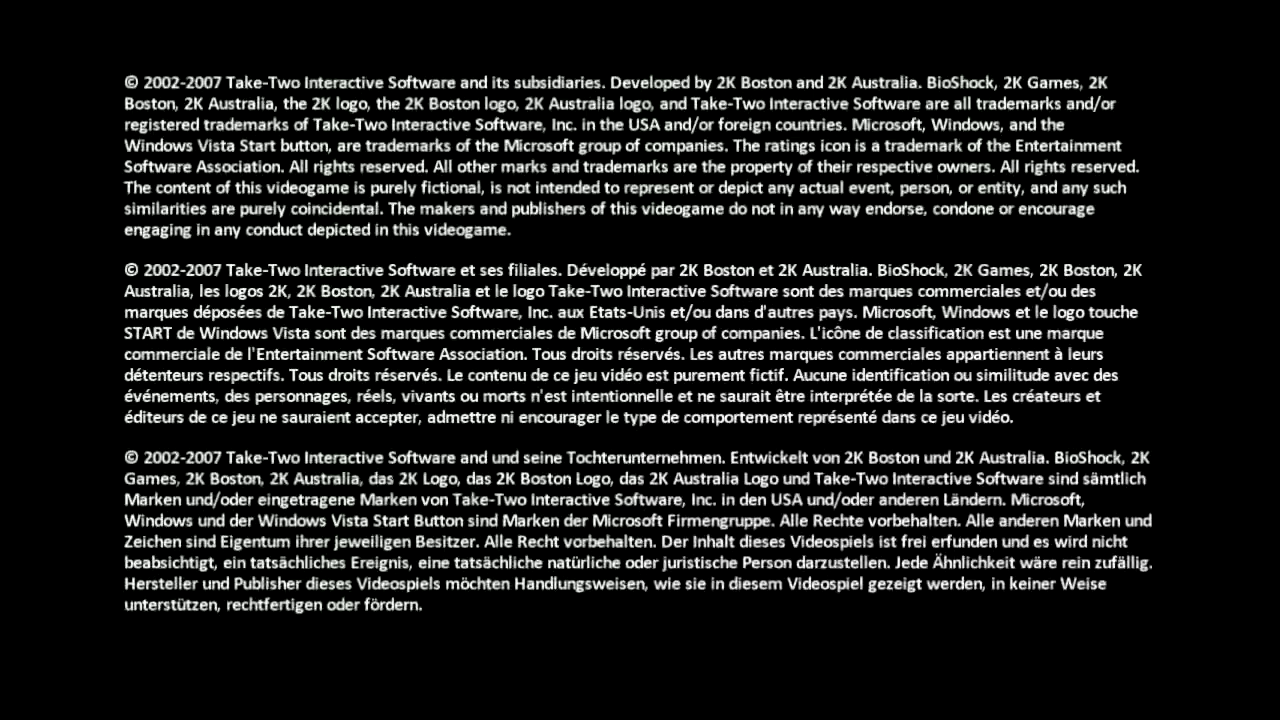 © 2002-2007 Take-Two Interactive Software and its subsidiaries. Developed by 2K Boston and 2K Australia. BioShock, 2K Games, 2K
Boston, 2K Australia, the 2K logo, the 2K Boston logo, 2K Australia logo, and Take-Two Interactive Software are all trademarks and/or
registered trademarks of Take-Two Interactive Software, Inc. in the USA and/or foreign countries. Microsoft, Windows, and the
Windows Vista Start button, are trademarks of the Microsoft group of companies. The ratings icon is a trademark of the Entertainment
Software Association. All rights reserved. All other marks and trademarks are the property of their respective owners. All rights reserved.
The content of this videogame is purely fictional, is not intended to represent or depict any actual event, person, or entity, and any such
similarities are purely coincidental. The makers and publishers of this videogame do not in any way endorse, condone or encourage
engaging in any conduct depicted in this videogame.
© 2002-2007 Take-Two Interactive Software et ses filiales. Développé par 2K Boston et 2K Australia. BioShock, 2K Games, 2K Boston, 2K
Australia, les logos 2K, 2K Boston, 2K Australia et le logo Take-Two Interactive Software sont des marques commerciales et/ou des
marques déposées de Take-Two Interactive Software, Inc. aux Etats-Unis et/ou dans d'autres pays. Microsoft, Windows et le logo touche
START de Windows Vista sont des marques commerciales de Microsoft group of companies. L'icône de classification est une marque
commerciale de l'Entertainment Software Association. Tous droits réservés. Les autres marques commerciales appartiennent à leurs
détenteurs respectifs. Tous droits réservés. Le contenu de ce jeu vidéo est purement fictif. Aucune identification ou similitude avec des
événements, des personnages, réels, vivants ou morts n'est intentionnelle et ne saurait être interprétée de la sorte. Les créateurs et
éditeurs de ce jeu ne sauraient accepter, admettre ni encourager le type de comportement représenté dans ce jeu vidéo.
© 2002-2007 Take-Two Interactive Software and und seine Tochterunternehmen. Entwickelt von 2K Boston und 2K Australia. BioShock, 2K
Games, 2K Boston, 2K Australia, das 2K Logo, das 2K Boston Logo, das 2K Australia Logo und Take-Two Interactive Software sind sämtlich
Marken und/oder eingetragene Marken von Take-Two Interactive Software, Inc. in den USA und/oder anderen Ländern. Microsoft,
Windows und der Windows Vista Start Button sind Marken der Microsoft Firmengruppe. Alle Rechte vorbehalten. Alle anderen Marken und
Zeichen sind Eigentum ihrer jeweiligen Besitzer. Alle Recht vorbehalten. Der Inhalt dieses Videospiels ist frei erfunden und es wird nicht
beabsichtigt, ein tatsächliches Ereignis, eine tatsächliche natürliche oder juristische Person darzustellen. Jede Ähnlichkeit wäre rein zufällig.
Hersteller und Publisher dieses Videospiels möchten Handlungsweisen, wie sie in diesem Videospiel gezeigt werden, in keiner Weise
unterstützen, rechtfertigen oder fördern.